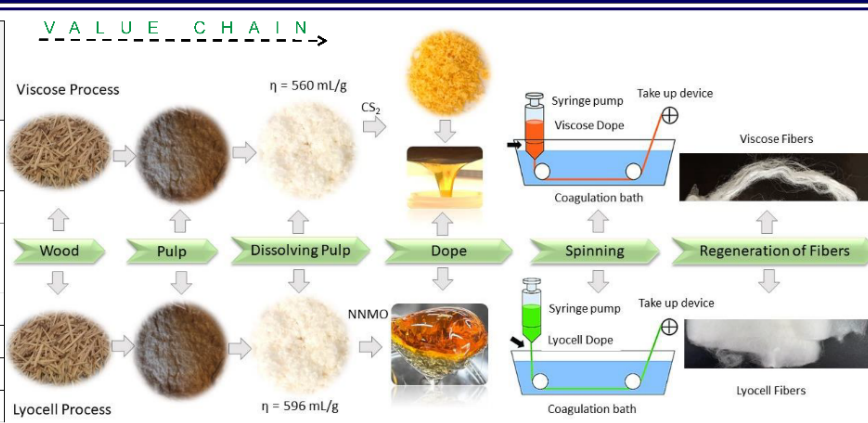 VALUE CHAIN
Viscose Process
η = 560 mL/g
CS2
Syringe pump
Viscose Dope
Take up device
Coagulation bath
Viscose Fibers
Wood
Pulp
Dissolving Pulp
Dope
Spinning
Regeneration of Fibers
NNMO
Syringe pump
Lyocell Dope
Take up device
Coagulation bath
Lyocell Fibers
Lyocell Process
η = 596 mL/g